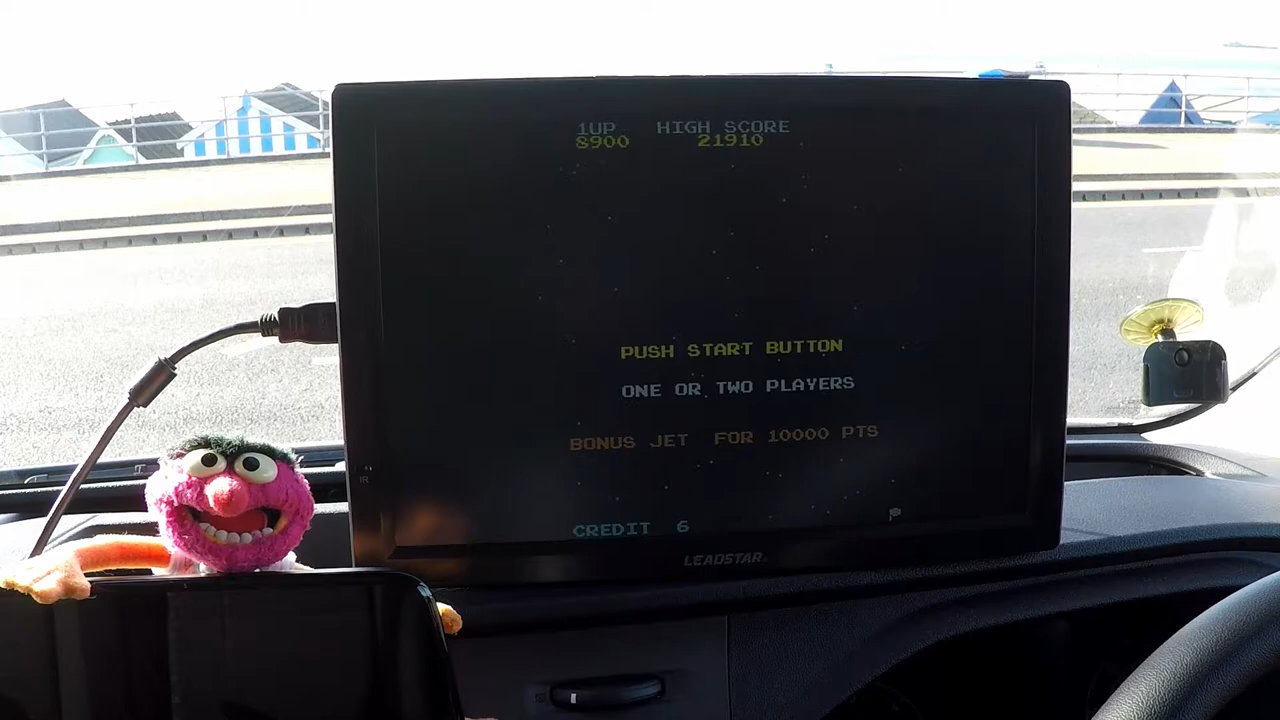 1UP HIGH SCORE
8900 21910
PUSH START BUTTON
ONE OR TWO PLAYERS
BONUS JET FOR 10000 PTS
CREDIT 6
IR
LEADSTAR